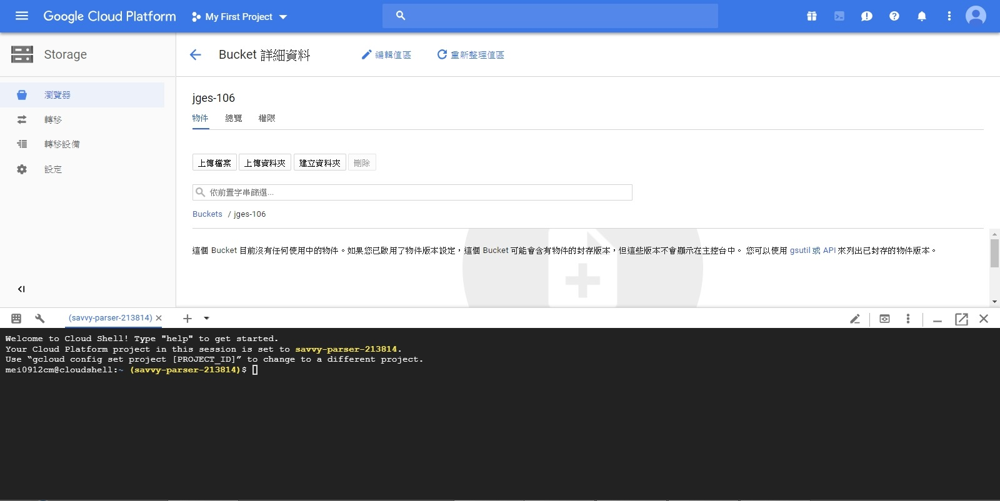 Google Cloud Platform My First Project
Storage
Bucket 詳細資料 編輯值區 重新整理值區
瀏覽器
轉移
轉移設備
設定
jges-106
物件 總覽 權限
上傳檔案 上傳資料夾 建立資料夾 刪除
依前置字串篩選...
Buckets / jges-106
這個 Bucket 目前沒有任何使用中的物件。如果您已啟用了物件版本設定，這個 Bucket 可能會含有物件的封存版本，但這些版本不會顯示在主控台中。 您可以使用 gsutil 或 API 來列出已封存的物件版本。
(savvy-parser-213814)
Welcome to Cloud Shell! Type "help" to get started.
Your Cloud Platform project in this session is set to savvy-parser-213814.
Use “gcloud config set project [PROJECT_ID]” to change to a different project.
mei0912cm@cloudshell:~ (savvy-parser-213814)$